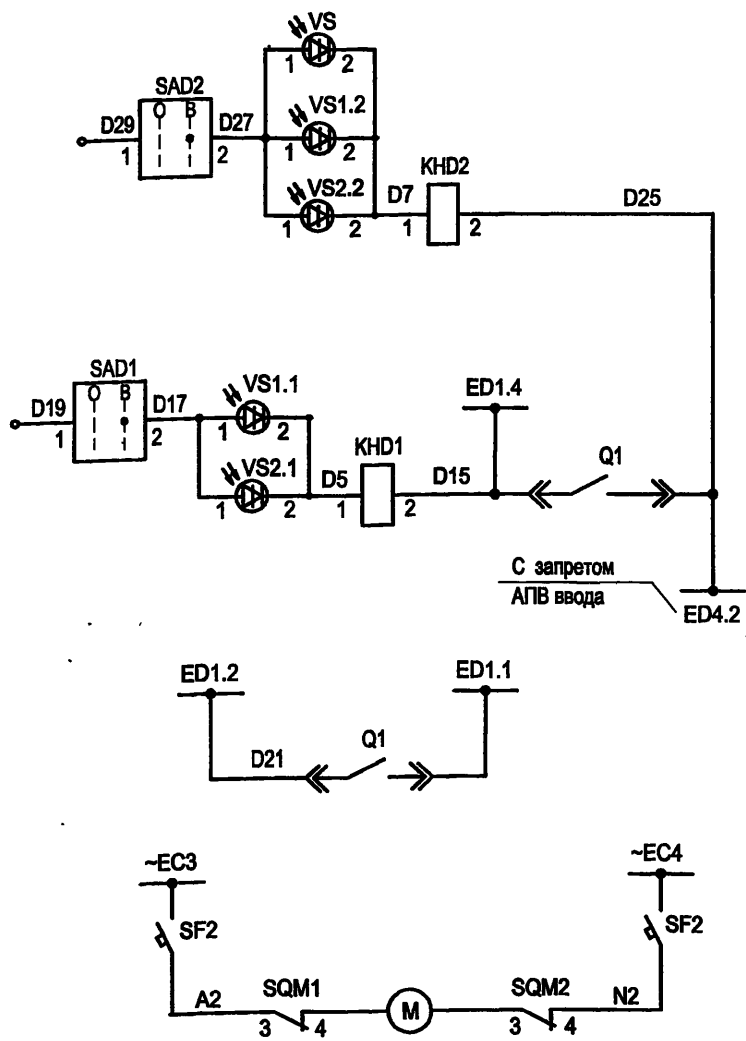 VS
1 2
SAD2
О В
D29
1
D27
2
VS1.2
1 2
VS2.2
1 2
D7
KHD2
1 2
D25
SAD1
О В
D19
1
D17
2
VS1.1
1 2
VS2.1
1 2
D5
KHD1
1 2
D15
ED1.4
Q1
С запретом
АПВ ввода
ED4.2
ED1.2
ED1.1
D21
Q1
~EC3
~EC4
SF2
SF2
A2
SQM1
3 4
M
SQM2
3 4
N2